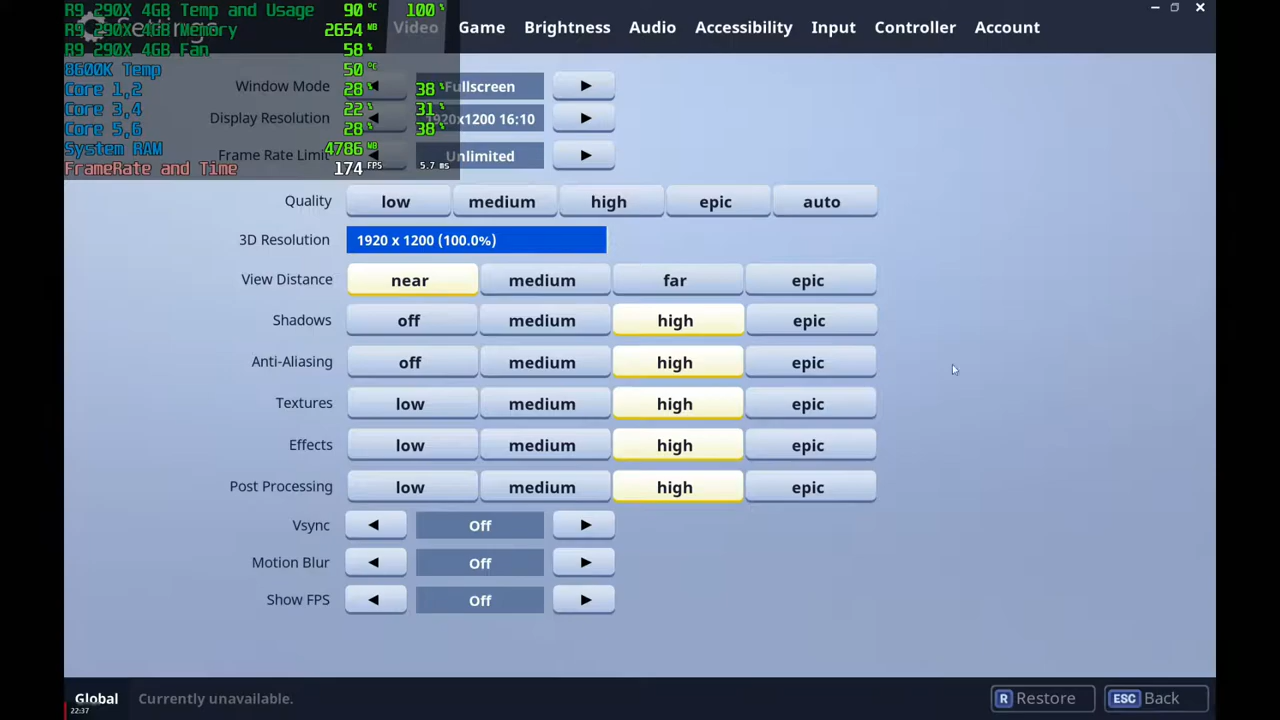 R9 290X 4GB Temp and Usage 90 °C 100 %
R9 290X 4GB Memory 2654 MB
R9 290X 4GB Fan 58 %
8600K Temp 50 °C
Core 1,2 28 % 38 %
Core 3,4 22 % 31 %
Core 5,6 28 % 38 %
System RAM 4786 MB
FrameRate and Time 174 FPS 5.7 ms
Settings
Video Game Brightness Audio Accessibility Input Controller Account
Window Mode Fullscreen
Display Resolution 1920x1200 16:10
Frame Rate Limit Unlimited
Quality low medium high epic auto
3D Resolution 1920 x 1200 (100.0%)
View Distance near medium far epic
Shadows off medium high epic
Anti-Aliasing off medium high epic
Textures low medium high epic
Effects low medium high epic
Post Processing low medium high epic
Vsync Off
Motion Blur Off
Show FPS Off
Global Currently unavailable. R Restore ESC Back
22:37